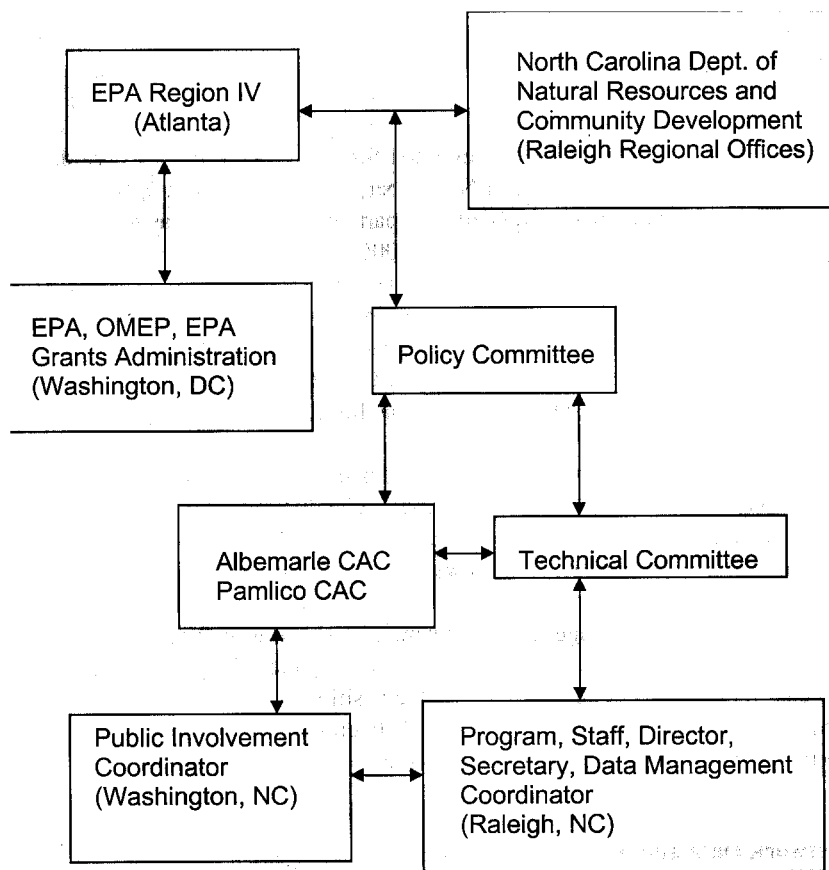 EPA Region IV
(Atlanta)
North Carolina Dept. of
Natural Resources and
Community Development
(Raleigh Regional Offices)
EPA, OMEP, EPA
Grants Administration
(Washington, DC)
Policy Committee
Albemarle CAC
Pamlico CAC
Technical Committee
Public Involvement
Coordinator
(Washington, NC)
Program, Staff, Director,
Secretary, Data Management
Coordinator
(Raleigh, NC)